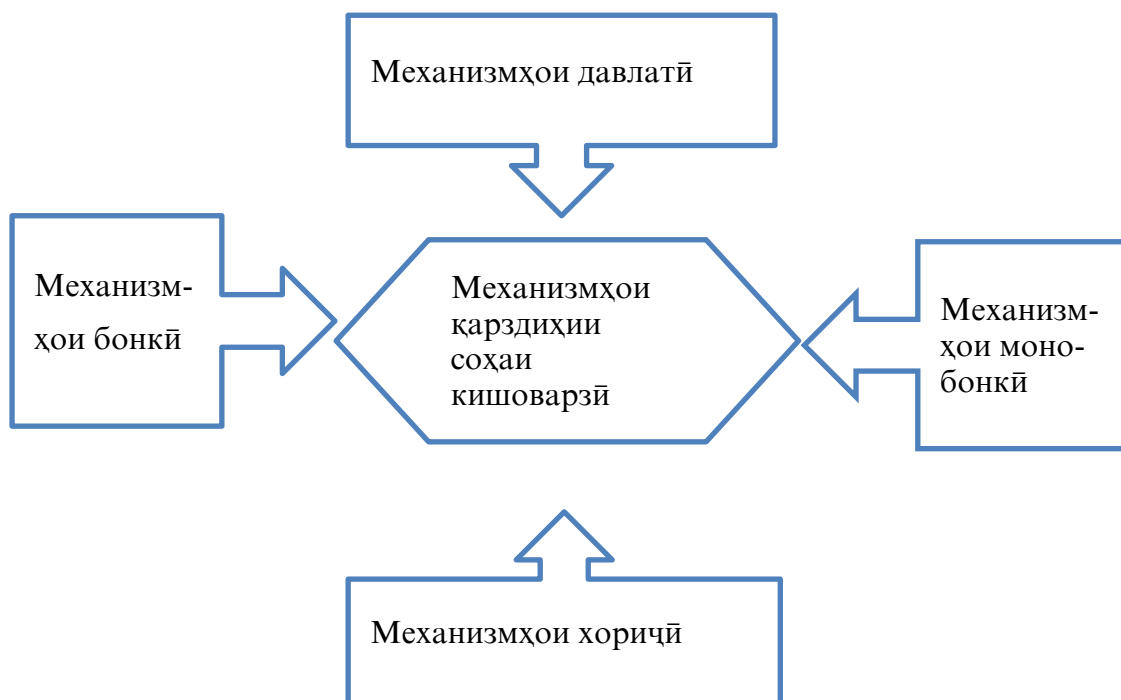 Механизмҳои давлатӣ
Механизм-
ҳои бонкӣ
Механизмҳои
қарздиҳии
соҳаи
кишоварзӣ
Механизм-
ҳои моно-
бонкӣ
Механизмҳои хориҷӣ